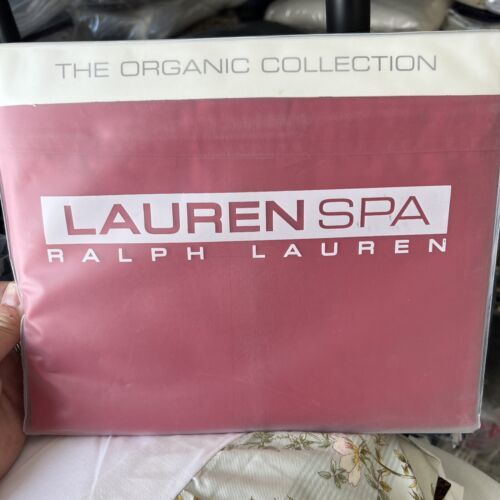 THE ORGANIC COLLECTION
LAUREN SPA
RALPH LAUREN